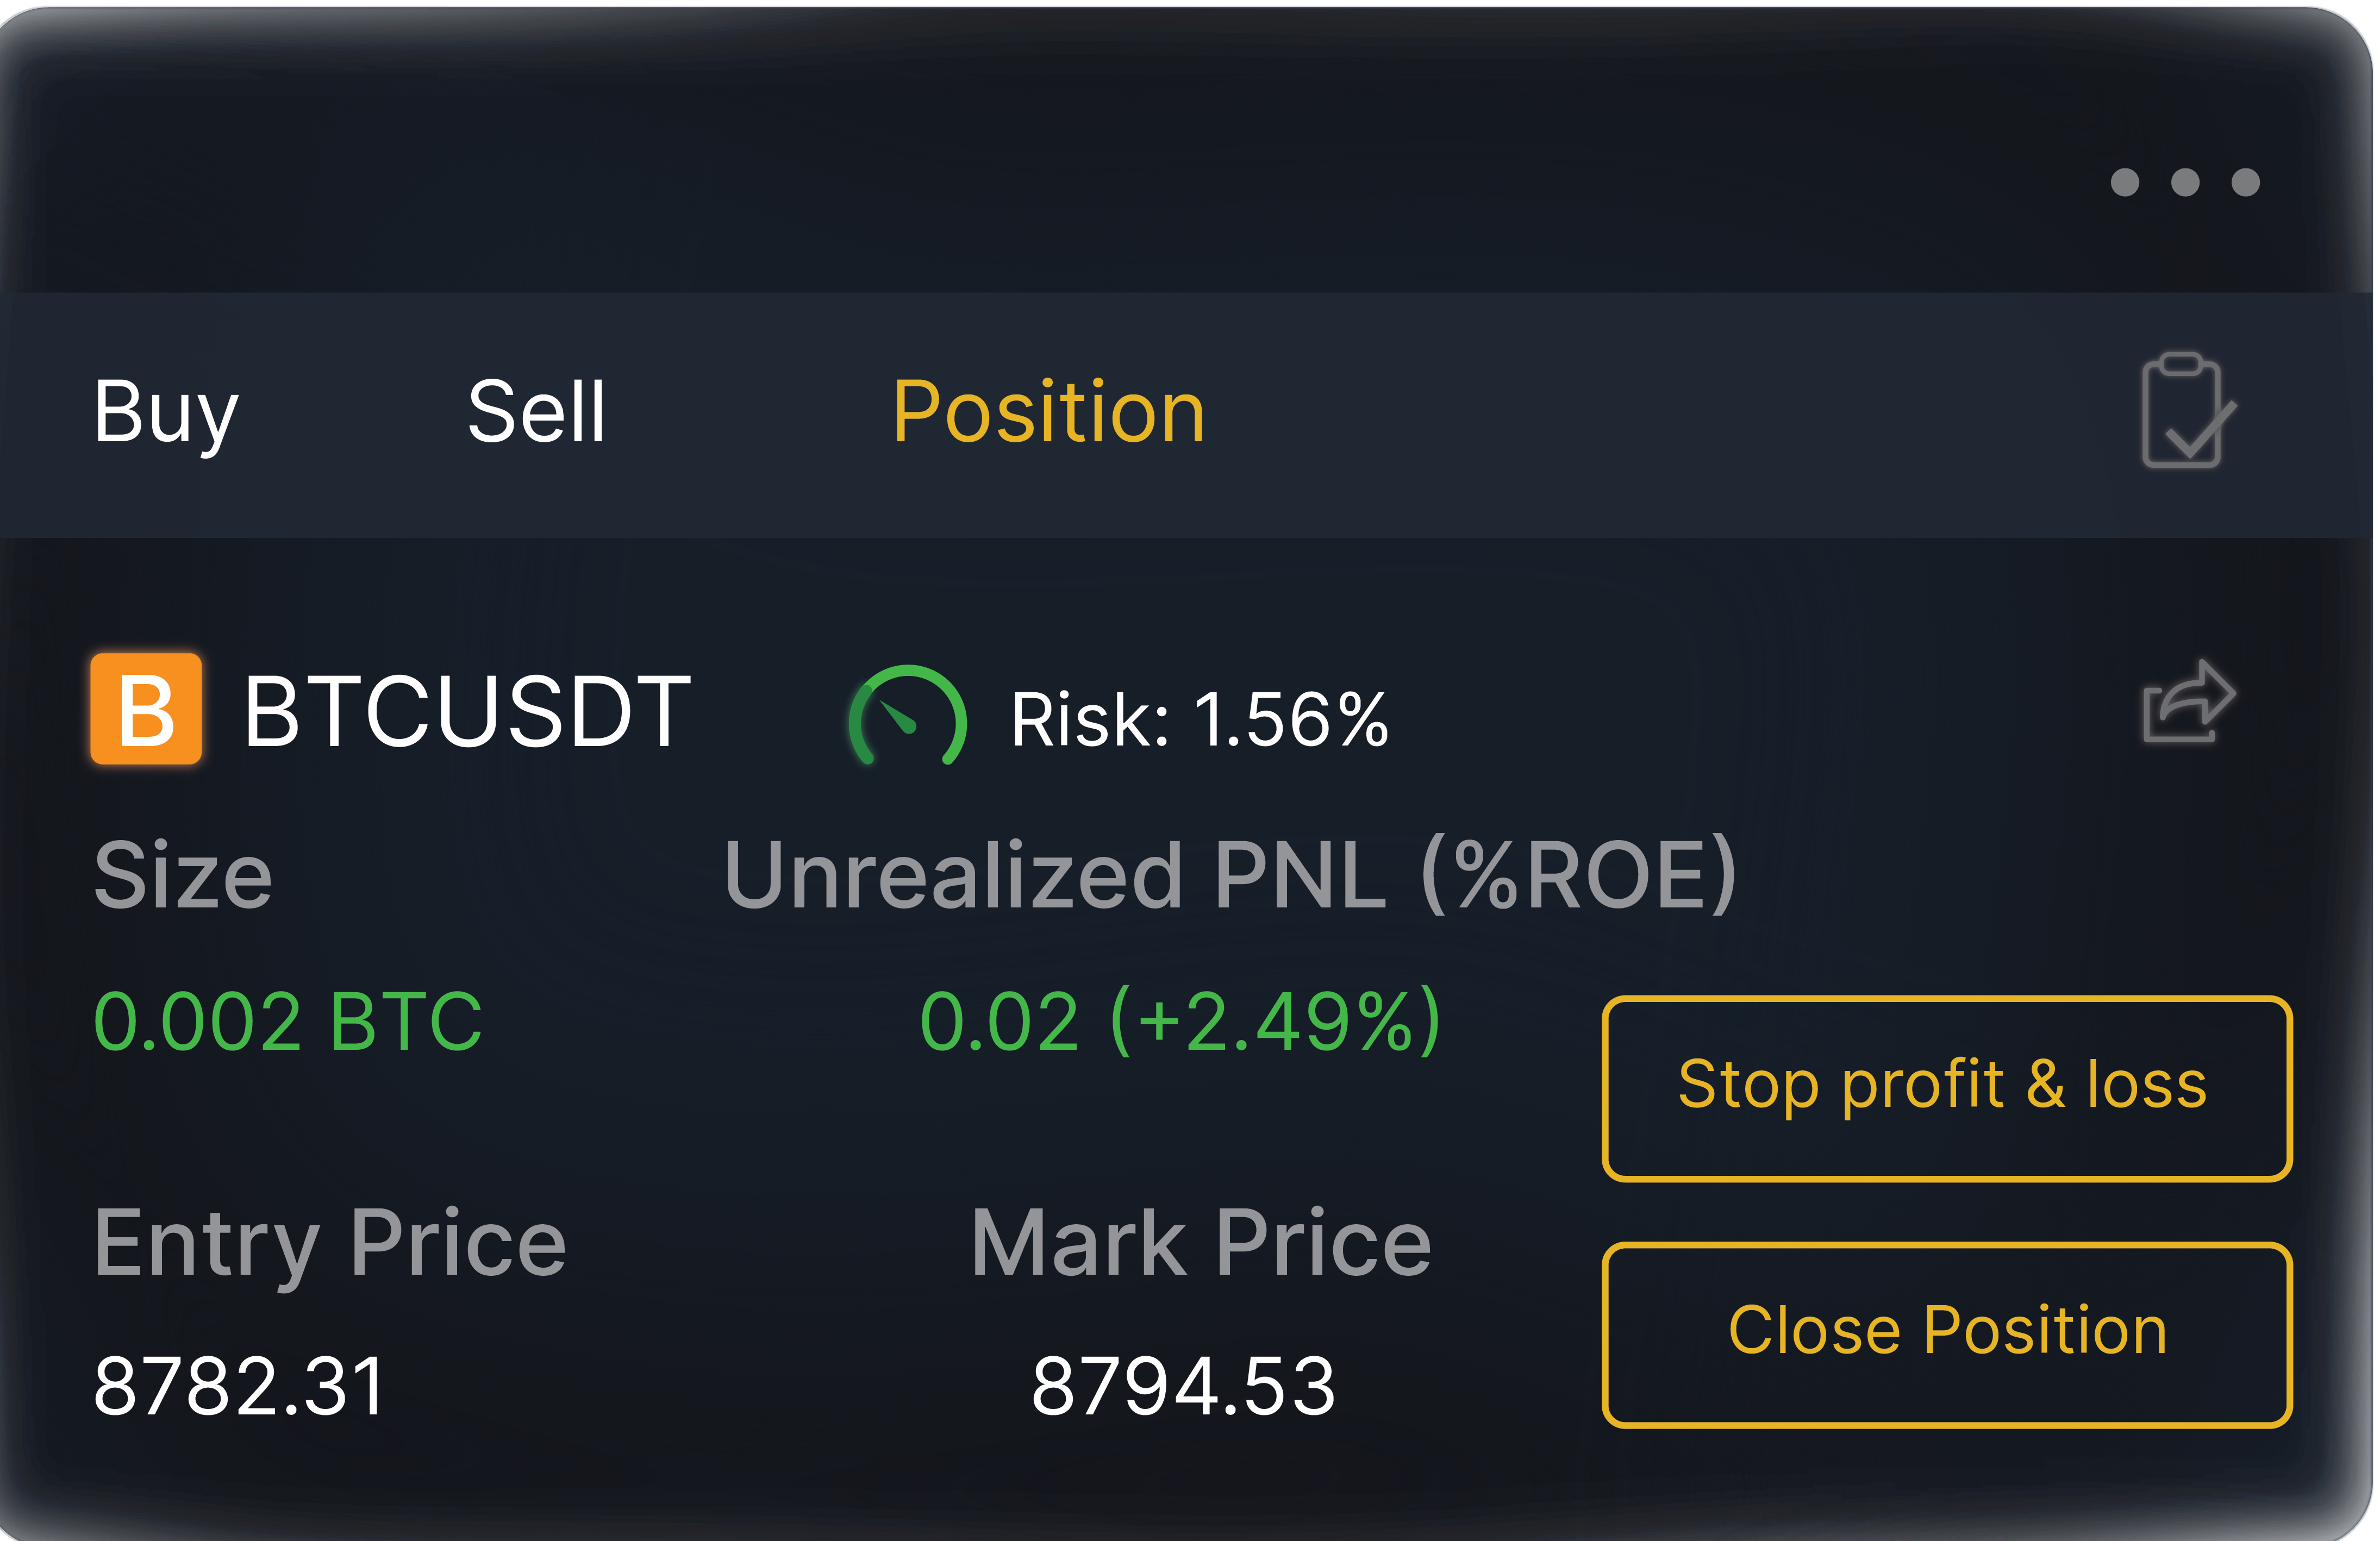 Buy Sell Position
B BTCUSDT Risk: 1.56%
Size Unrealized PNL (%ROE)
0.002 BTC 0.02 (+2.49%)
Stop profit & loss
Entry Price Mark Price
Close Position
8782.31 8794.53